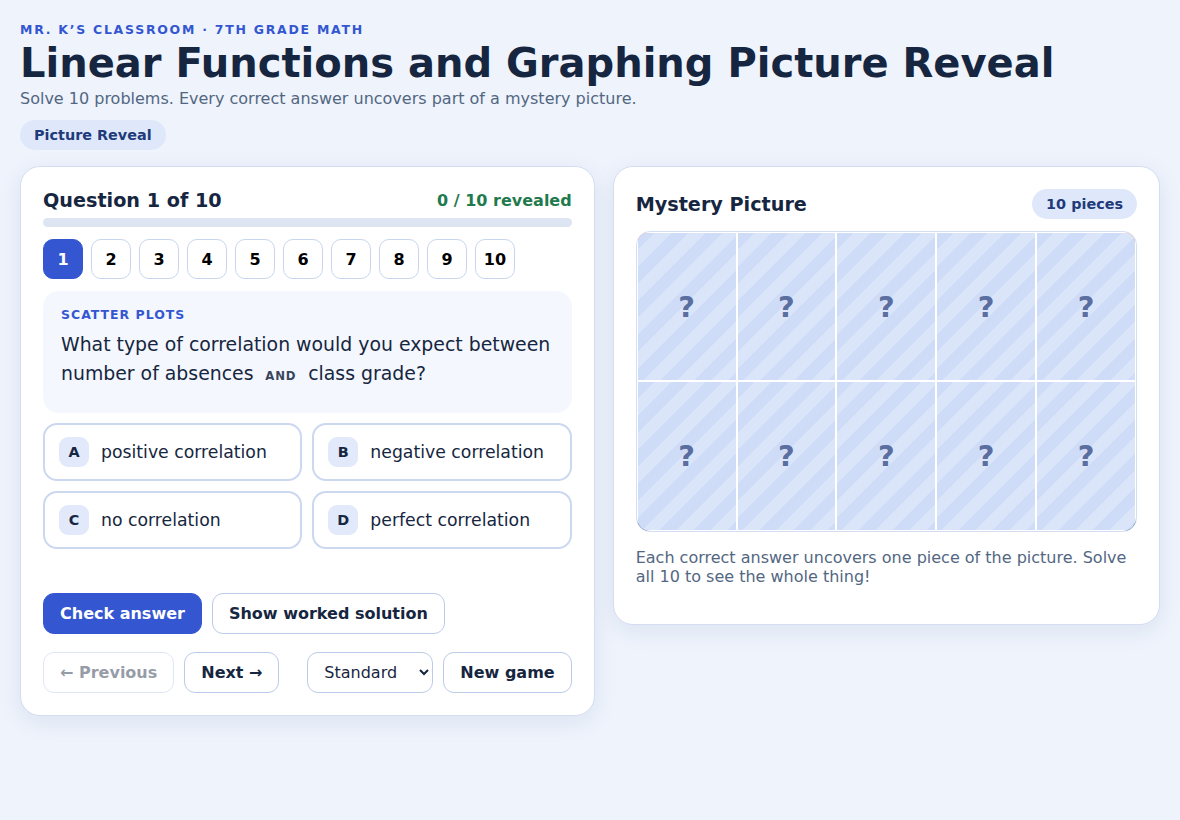 MR. K’S CLASSROOM · 7TH GRADE MATH
Linear Functions and Graphing Picture Reveal
Solve 10 problems. Every correct answer uncovers part of a mystery picture.
Picture Reveal
Question 1 of 10
0 / 10 revealed
1 2 3 4 5 6 7 8 9 10
SCATTER PLOTS
What type of correlation would you expect between
number of absences AND class grade?
A positive correlation
B negative correlation
C no correlation
D perfect correlation
Check answer
Show worked solution
← Previous
Next →
Standard
New game
Mystery Picture
10 pieces
? ? ? ? ?
? ? ? ? ?
Each correct answer uncovers one piece of the picture. Solve
all 10 to see the whole thing!